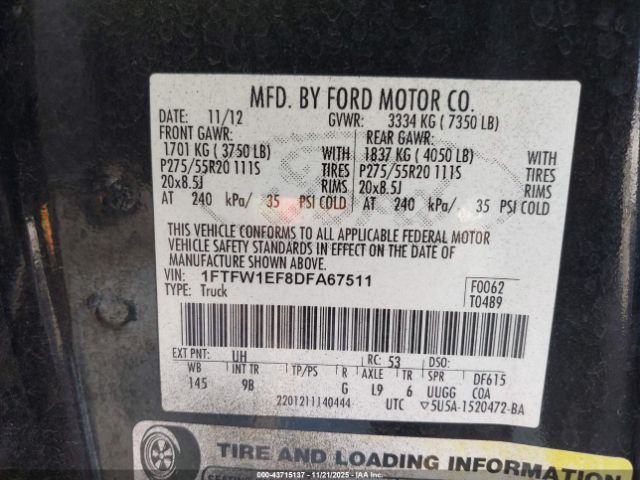 MFD. BY FORD MOTOR CO.
DATE: 11/12 GVWR: 3334 KG ( 7350 LB)
FRONT GAWR: REAR GAWR:
1701 KG ( 3750 LB) WITH 1837 KG ( 4050 LB) WITH
P275/55R20 111S TIRES P275/55R20 111S TIRES
20x8.5J RIMS 20x8.5J RIMS
AT 240 kPa/ 35 PSI COLD AT 240 kPa/ 35 PSI COLD
THIS VEHICLE CONFORMS TO ALL APPLICABLE FEDERAL MOTOR
VEHICLE SAFETY STANDARDS IN EFFECT ON THE DATE OF
MANUFACTURE SHOWN ABOVE.
VIN: 1FTFW1EF8DFA67511 F0062
TYPE: Truck T0489
EXT PNT: UH RC: 53 DSO:
WB INT TR TP/PS R AXLE TR SPR DF615
145 9B G L9 6 UUGG COA
2201211140444 UTC ▽5U5A-1520472-BA
TIRE AND LOADING INFORMATION
000-43715137 - 11/21/2025 - IAA Inc.